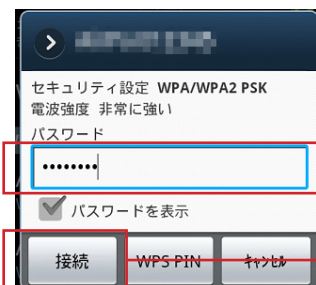 セキュリティ設定 WPA/WPA2 PSK
電波強度 非常に強い
パスワード
••••••••
パスワードを表示
接続 WPS PIN キャンセル